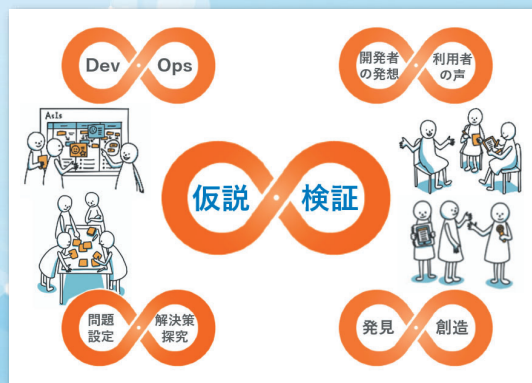 Dev Ops
開発者
の発想
利用者
の声
AsIs
仮説 検証
問題
設定
解決策
探究
発見 創造